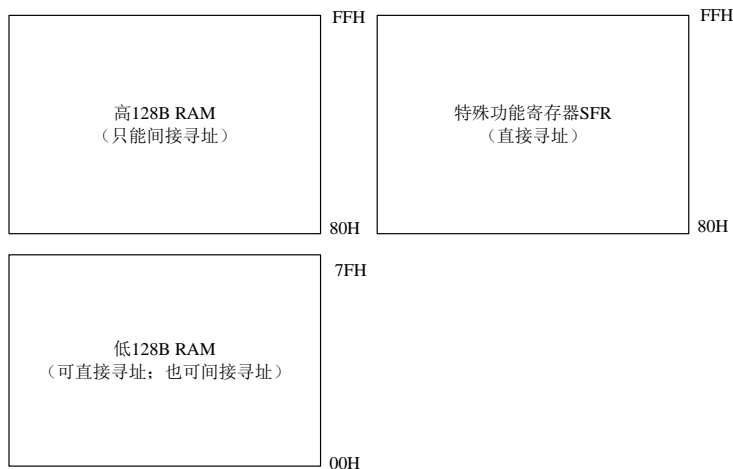 FFH
高128B RAM
（只能间接寻址）
80H
FFH
特殊功能寄存器SFR
（直接寻址）
80H
7FH
低128B RAM
（可直接寻址；也可间接寻址）
00H